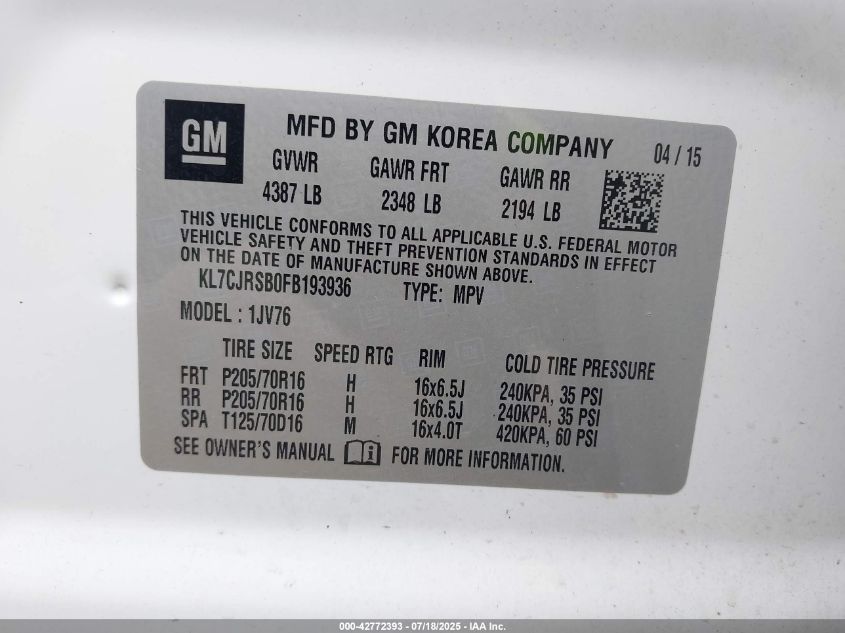 GM
MFD BY GM KOREA COMPANY 04 / 15
GVWR GAWR FRT GAWR RR
4387 LB 2348 LB 2194 LB
THIS VEHICLE CONFORMS TO ALL APPLICABLE U.S. FEDERAL MOTOR
VEHICLE SAFETY AND THEFT PREVENTION STANDARDS IN EFFECT
ON THE DATE OF MANUFACTURE SHOWN ABOVE.
KL7CJRSB0FB193936 TYPE: MPV
MODEL : 1JV76
TIRE SIZE SPEED RTG RIM COLD TIRE PRESSURE
FRT P205/70R16 H 16x6.5J 240KPA, 35 PSI
RR P205/70R16 H 16x6.5J 240KPA, 35 PSI
SPA T125/70D16 M 16x4.0T 420KPA, 60 PSI
SEE OWNER'S MANUAL i FOR MORE INFORMATION.
000-42772393 - 07/18/2025 - IAA Inc.